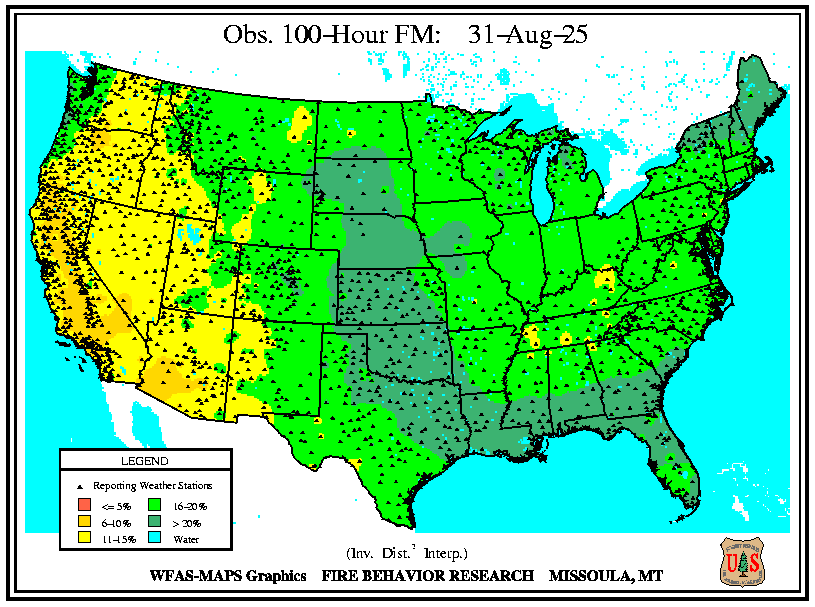 Obs. 100-Hour FM: 31-Aug-25
LEGEND
Reporting Weather Stations
<= 5%
16-20%
6-10%
> 20%
11-15%
Water
(Inv. Dist.² Interp.)
WFAS-MAPS Graphics FIRE BEHAVIOR RESEARCH MISSOULA, MT
U S